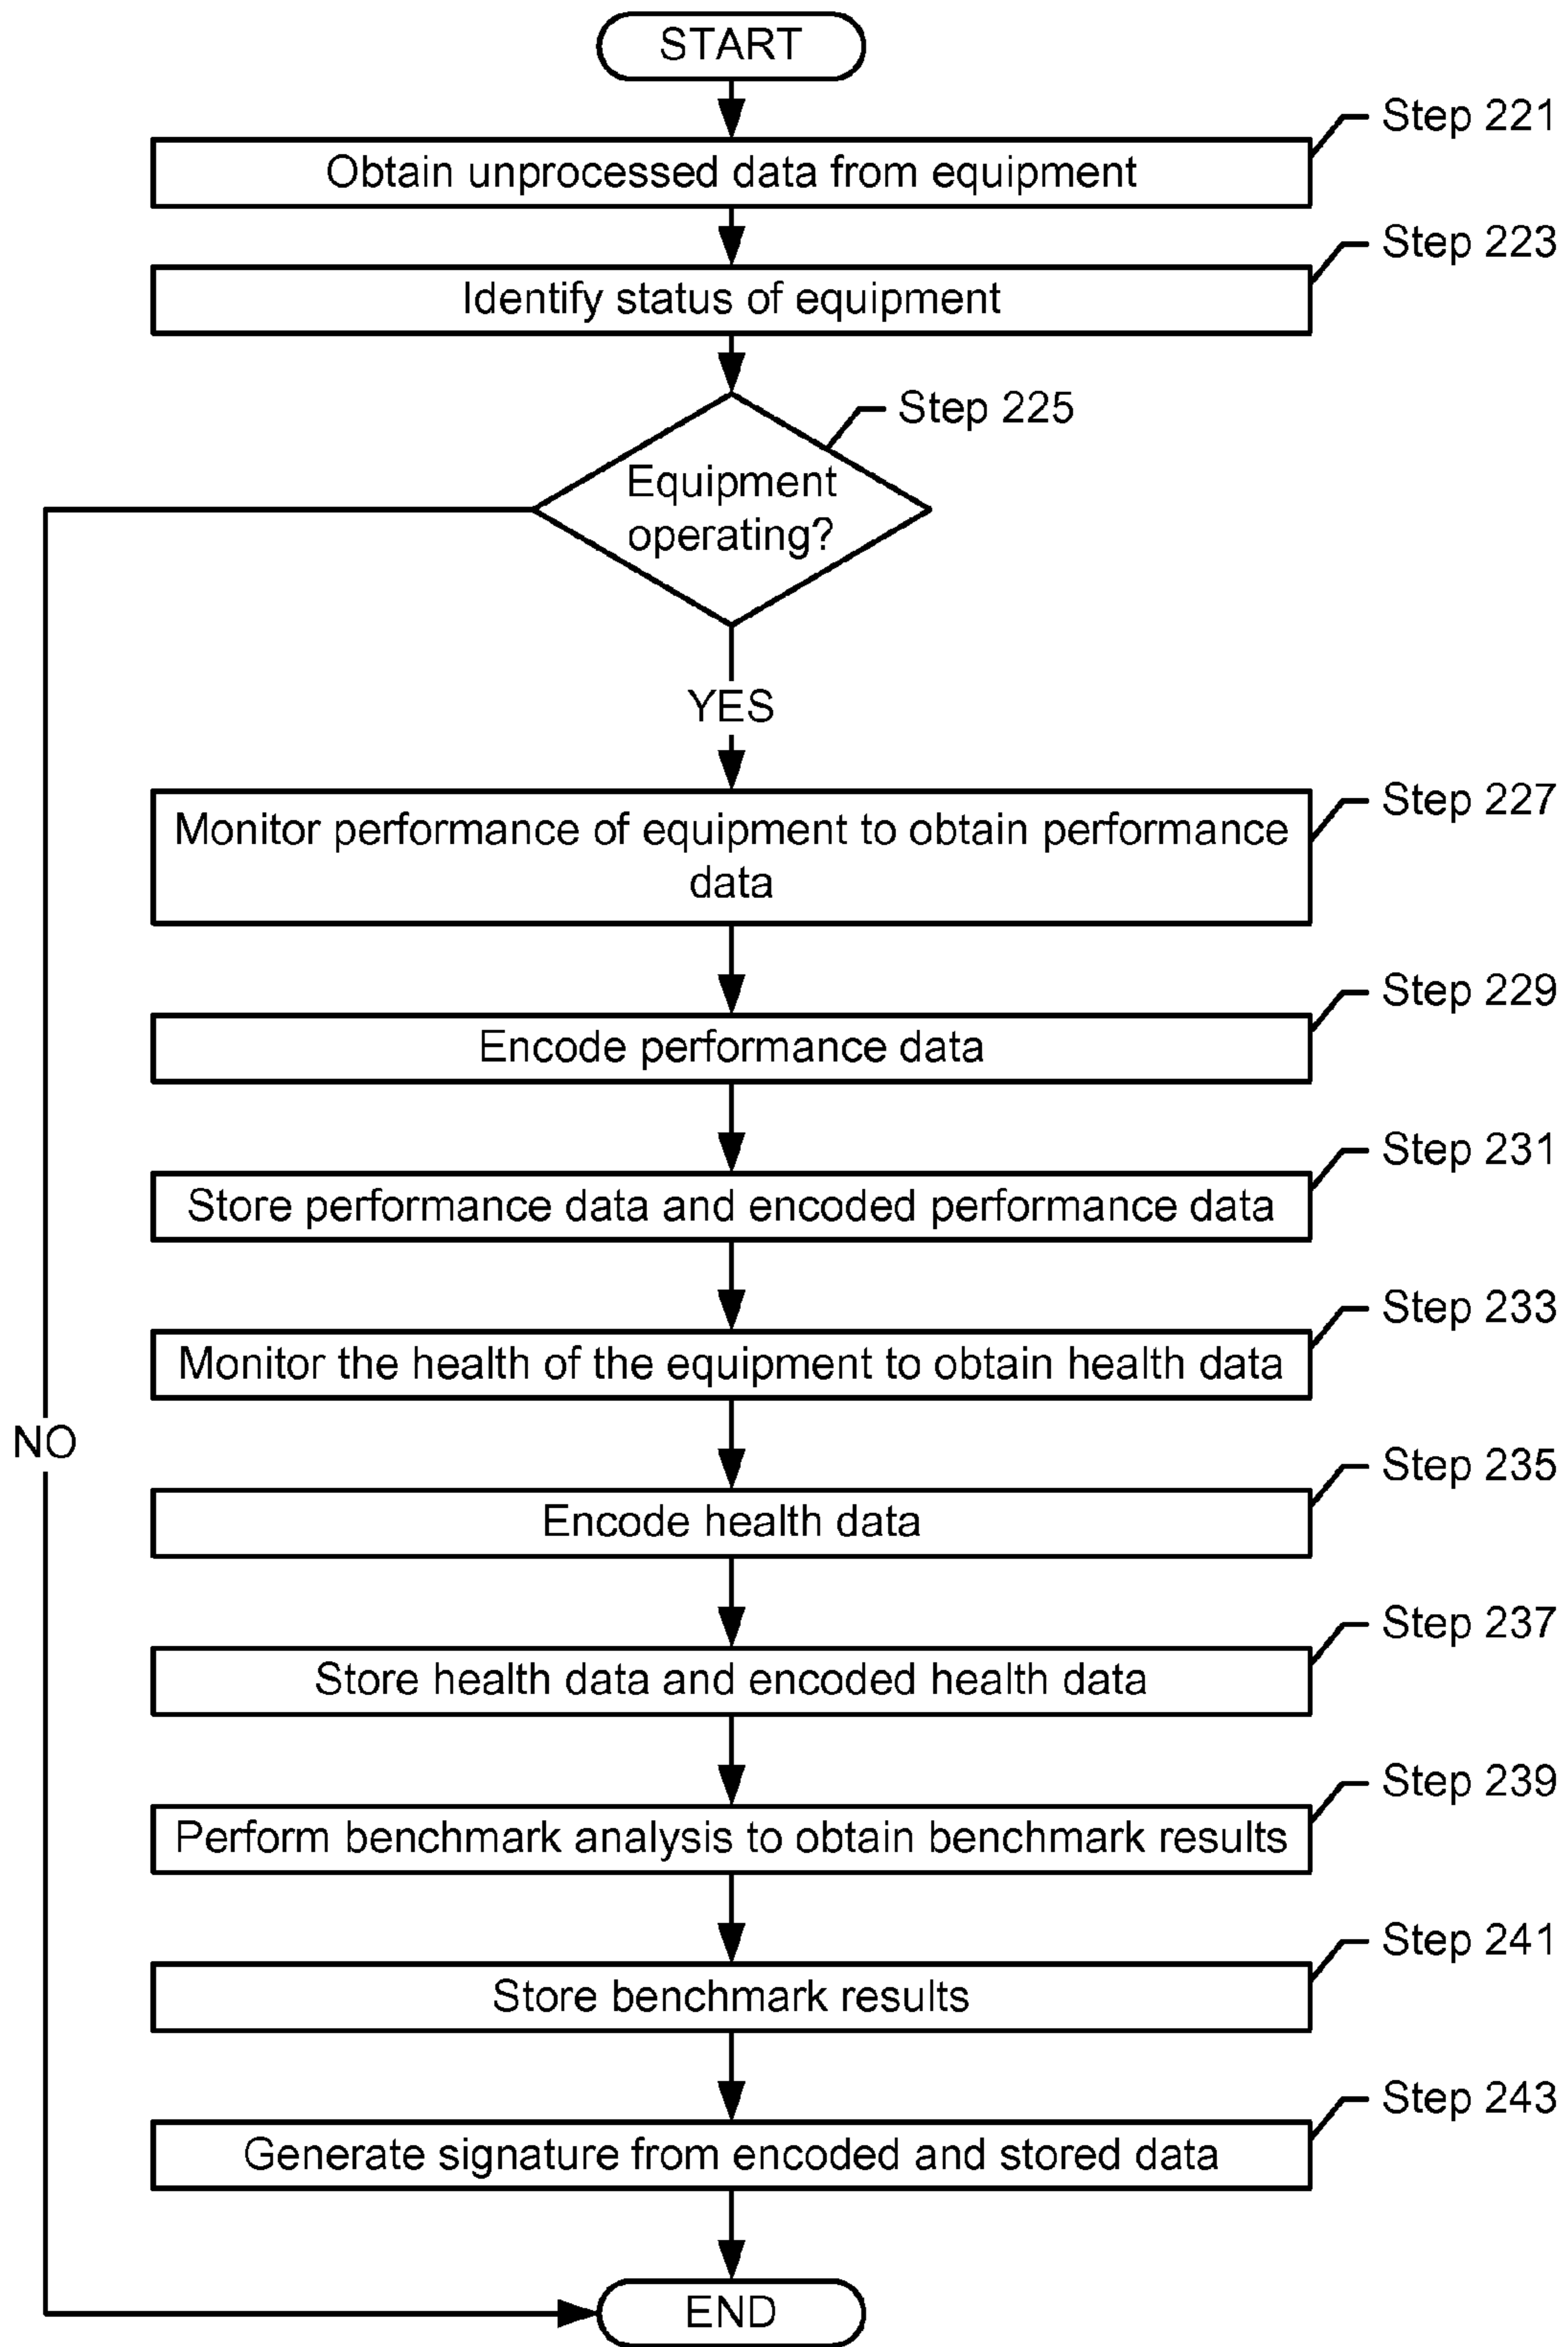 START
Step 221
Obtain unprocessed data from equipment
Step 223
Identify status of equipment
Step 225
Equipment
operating?
YES
Step 227
Monitor performance of equipment to obtain performance
data
Step 229
Encode performance data
Step 231
Store performance data and encoded performance data
Step 233
Monitor the health of the equipment to obtain health data
NO
Step 235
Encode health data
Step 237
Store health data and encoded health data
Step 239
Perform benchmark analysis to obtain benchmark results
Step 241
Store benchmark results
Step 243
Generate signature from encoded and stored data
END